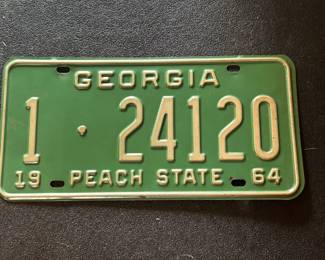 GEORGIA
1 · 24120
19 PEACH STATE 64